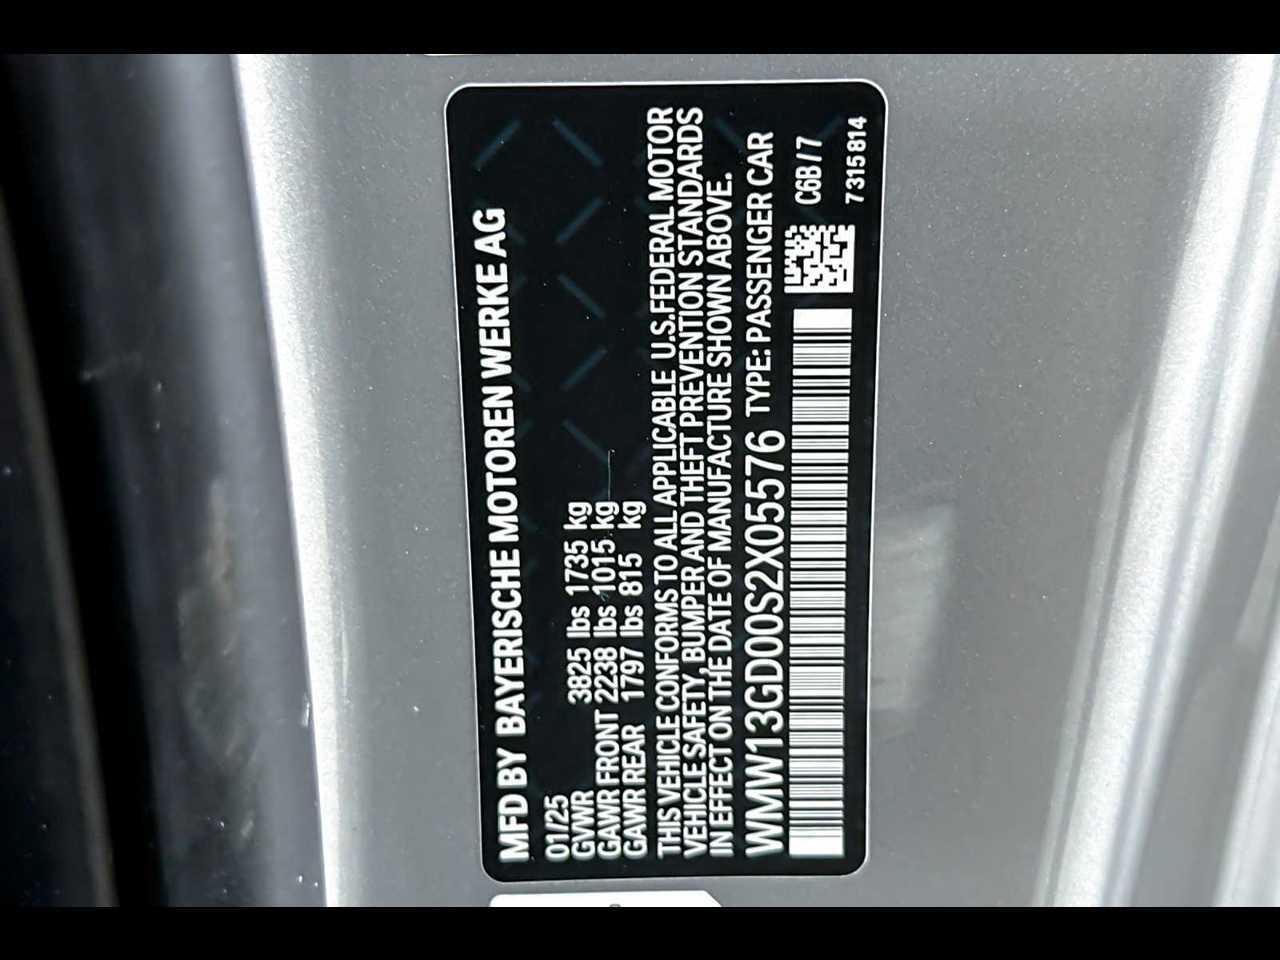 MFD BY BAYERISCHE MOTOREN WERKE AG
01/25
GVWR 3825 lbs 1735 kg
GAWR FRONT 2238 lbs 1015 kg
GAWR REAR 1797 lbs 815 kg
THIS VEHICLE CONFORMS TO ALL APPLICABLE U.S.FEDERAL MOTOR
VEHICLE SAFETY, BUMPER AND THEFT PREVENTION STANDARDS
IN EFFECT ON THE DATE OF MANUFACTURE SHOWN ABOVE.
WMW13GD00S2X05576 TYPE: PASSENGER CAR
C6B/7
7315814